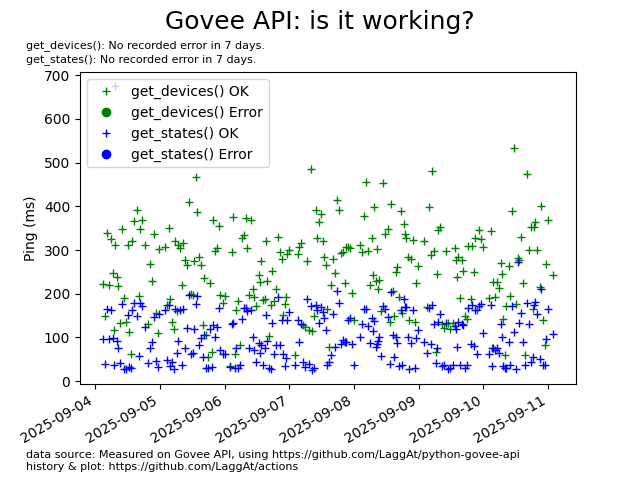 Govee API: is it working?
get_devices(): No recorded error in 7 days.
get_states(): No recorded error in 7 days.
get_devices() OK
get_devices() Error
get_states() OK
get_states() Error
Ping (ms)
700
600
500
400
300
200
100
0
2025-09-04
2025-09-05
2025-09-06
2025-09-07
2025-09-08
2025-09-09
2025-09-10
2025-09-11
data source: Measured on Govee API, using https://github.com/LaggAt/python-govee-api
history & plot: https://github.com/LaggAt/actions